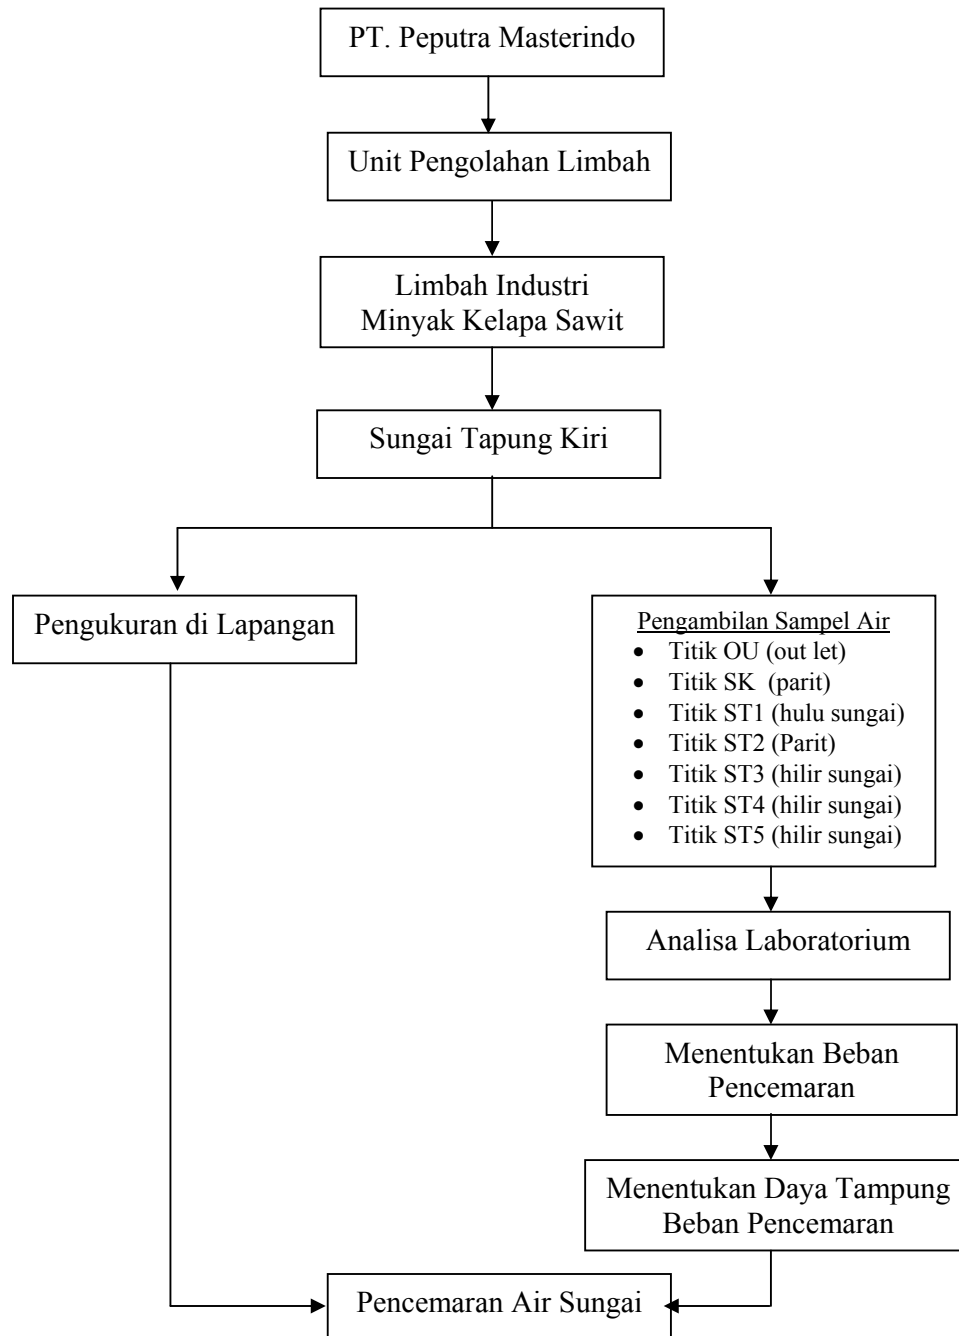 PT. Peputra Masterindo
Unit Pengolahan Limbah
Limbah Industri
Minyak Kelapa Sawit
Sungai Tapung Kiri
Pengukuran di Lapangan
Pengambilan Sampel Air
• Titik OU (out let)
• Titik SK (parit)
• Titik ST1 (hulu sungai)
• Titik ST2 (Parit)
• Titik ST3 (hilir sungai)
• Titik ST4 (hilir sungai)
• Titik ST5 (hilir sungai)
Analisa Laboratorium
Menentukan Beban
Pencemaran
Menentukan Daya Tampung
Beban Pencemaran
Pencemaran Air Sungai